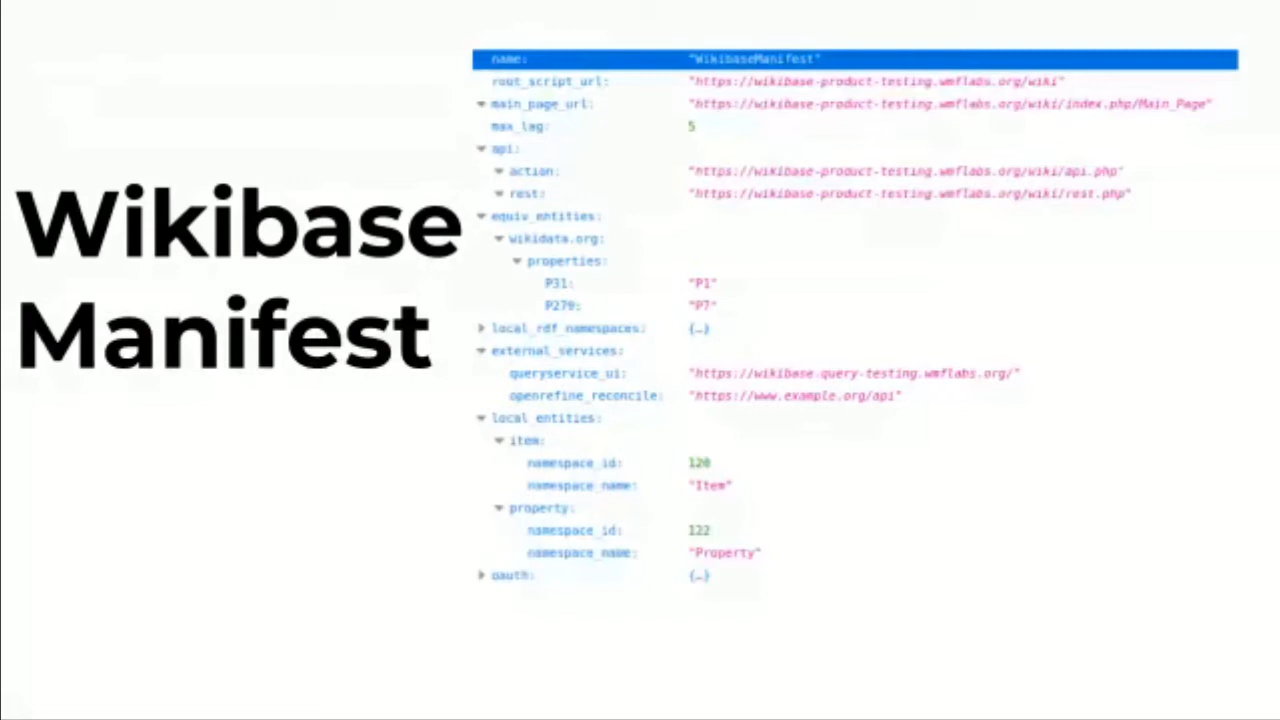 Wikibase
Manifest
name: "WikibaseManifest"
root_script_url: "https://wikibase-product-testing.wmflabs.org/wiki"
main_page_url: "https://wikibase-product-testing.wmflabs.org/wiki/index.php/Main_Page"
max_lag: 5
api:
action: "https://wikibase-product-testing.wmflabs.org/wiki/api.php"
rest: "https://wikibase-product-testing.wmflabs.org/wiki/rest.php"
equiv_entities:
wikidata.org:
properties:
P31: "P1"
P279: "P7"
local_rdf_namespaces: {…}
external_services:
queryservice_ui: "https://wikibase-query-testing.wmflabs.org/"
openrefine_reconcile: "https://www.example.org/api"
local_entities:
item:
namespace_id: 120
namespace_name: "Item"
property:
namespace_id: 122
namespace_name: "Property"
oauth: {…}